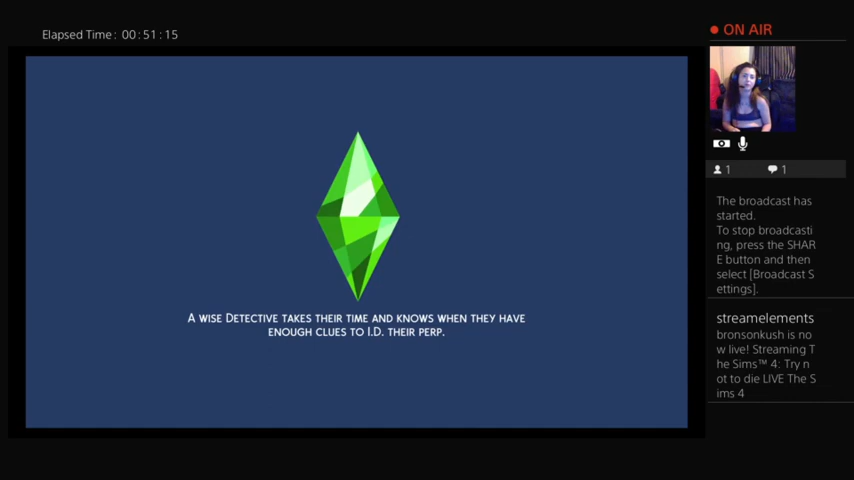 Elapsed Time: 00:51:15
ON AIR
1 1
The broadcast has
started.
To stop broadcasti
ng, press the SHAR
E button and then
select [Broadcast S
ettings].
streamelements
bronsonkush is no
w live! Streaming T
he Sims™ 4: Try n
ot to die LIVE The S
ims 4
A WISE DETECTIVE TAKES THEIR TIME AND KNOWS WHEN THEY HAVE
ENOUGH CLUES TO I.D. THEIR PERP.